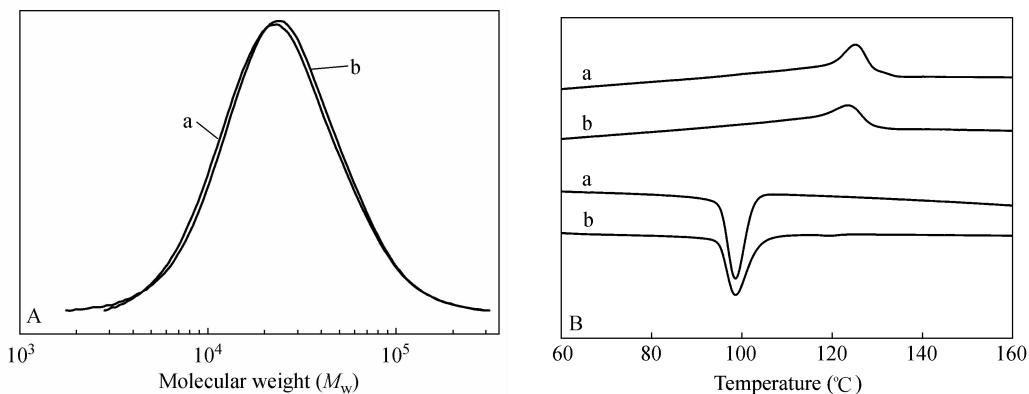 a
b
A
10³
10⁴
10⁵
Molecular weight (Mw)
a
b
a
b
B
60
80
100
120
140
160
Temperature (℃)